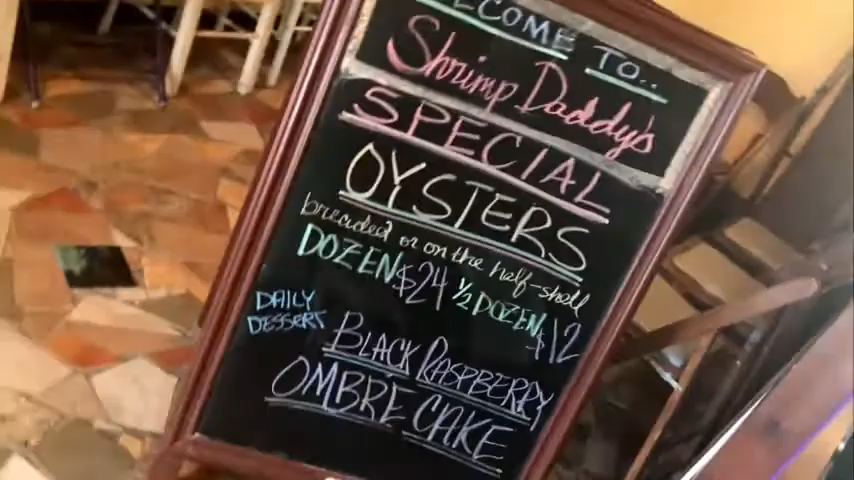 WELCOME TO..
Shrimp Daddy's
SPECIAL
OYSTERS
breaded or on the half-shell
DOZEN $24 ½ DOZEN $12
DAILY
DESSERT
BLACK RASPBERRY
OMBRE CAKE